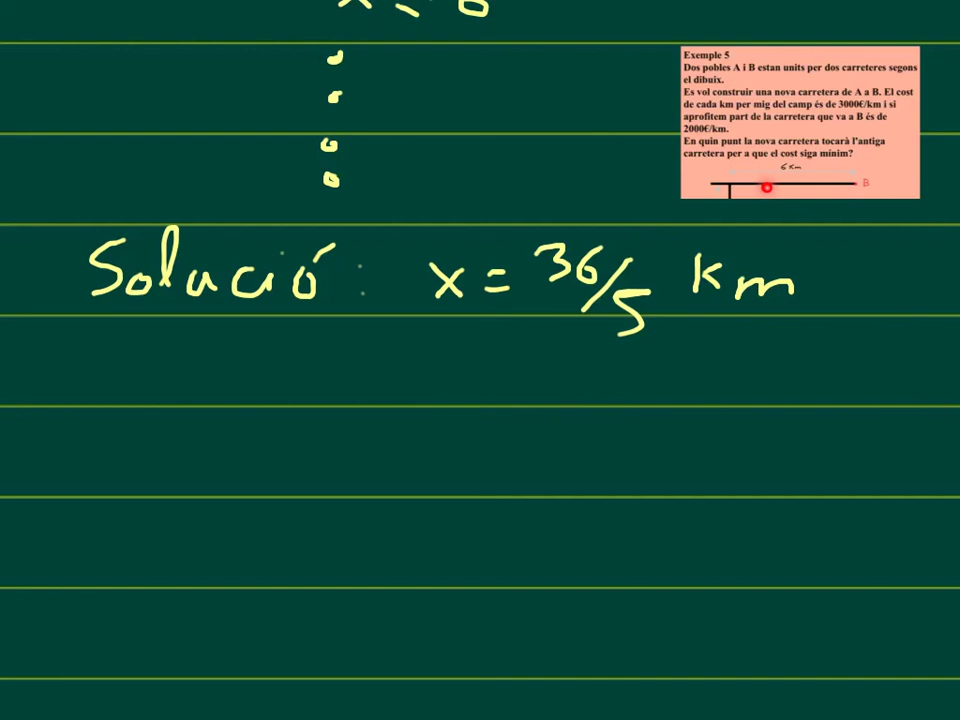 Exemple 5
Dos pobles A i B estan units per dos carreteres segons
el dibuix.
Es vol construir una nova carretera de A a B. El cost
de cada km per mig del camp és de 3000€/km i si
aprofitem part de la carretera que va a B és de
2000€/km.
En quin punt la nova carretera tocarà l'antiga
carretera per a que el cost siga mínim?
6 Km
B
Solució: x = 36/5 km